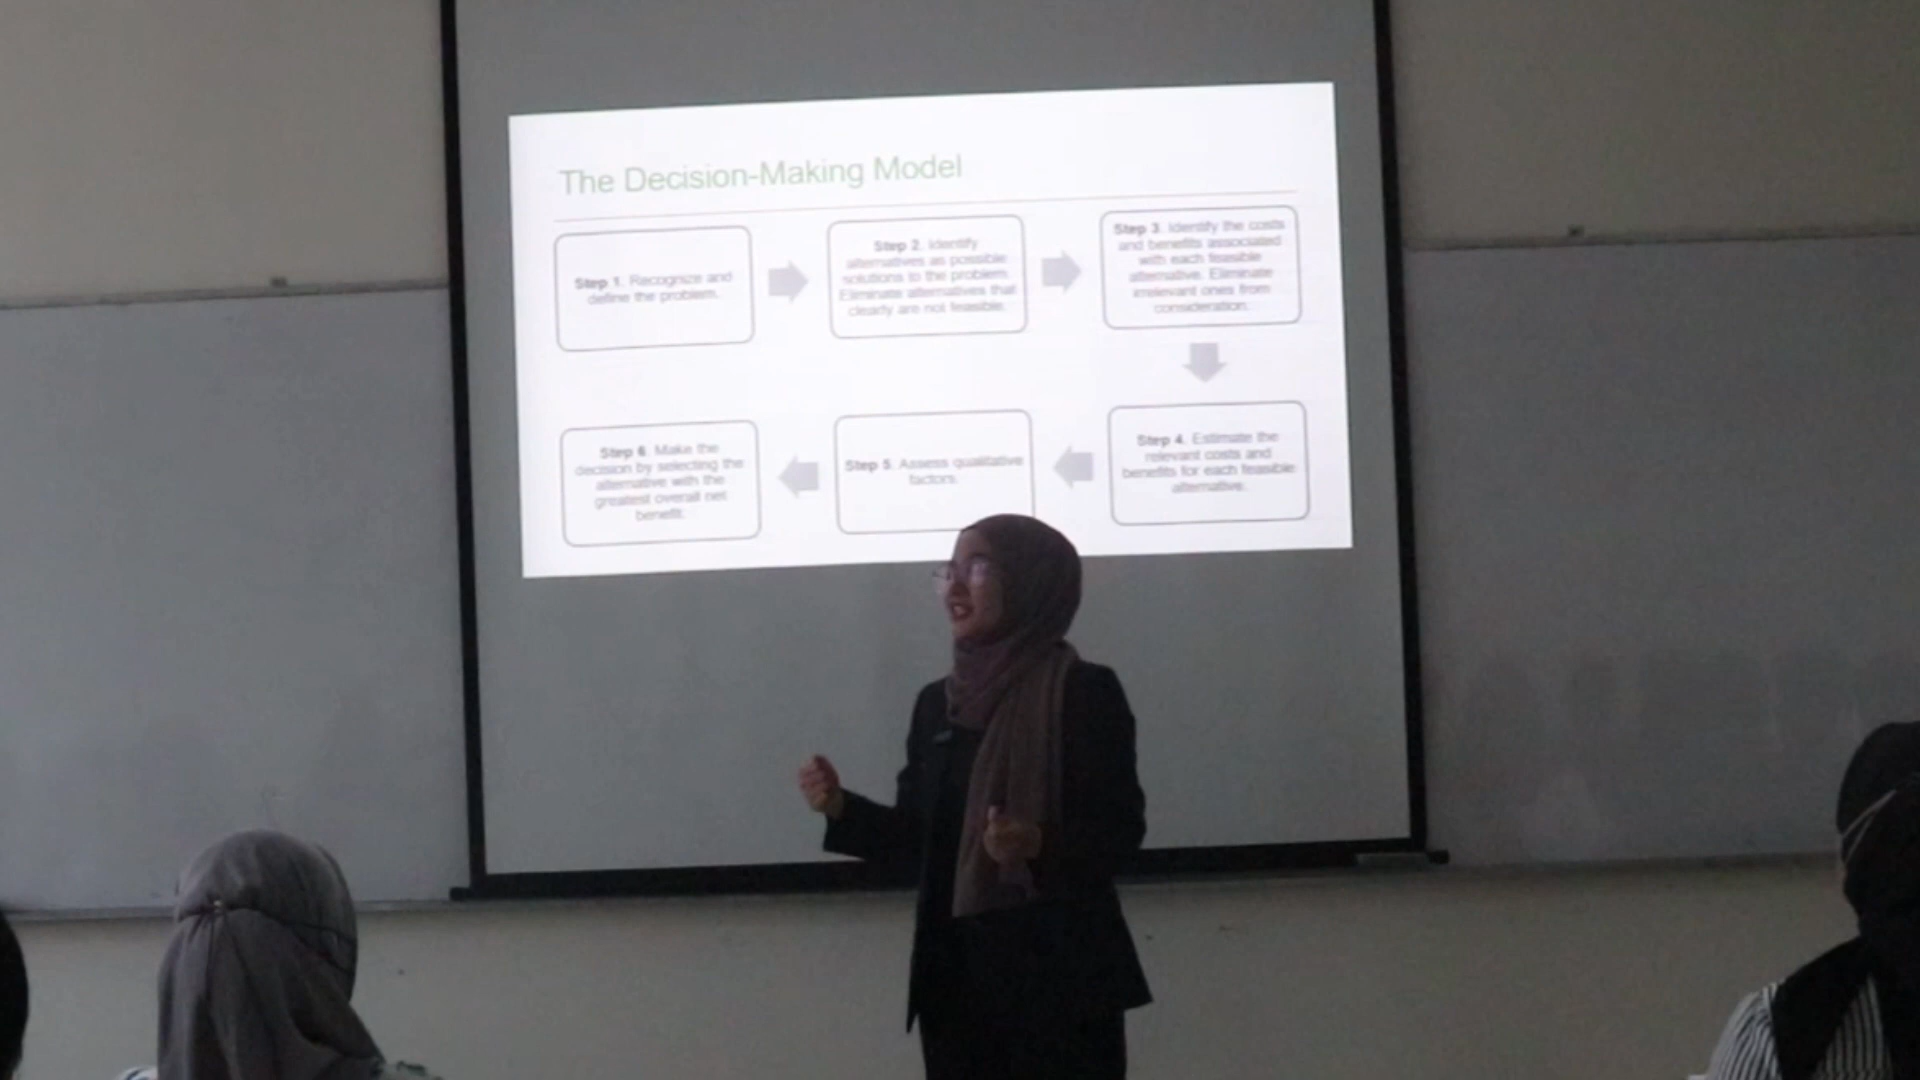 The Decision-Making Model
Step 1. Recognize and
define the problem.
Step 2. Identify
alternatives as possible
solutions to the problem.
Eliminate alternatives that
clearly are not feasible.
Step 3. Identify the costs
and benefits associated
with each feasible
alternative. Eliminate
irrelevant ones from
consideration.
Step 4. Estimate the
relevant costs and
benefits for each feasible
alternative.
Step 5. Assess qualitative
factors.
Step 6. Make the
decision by selecting the
alternative with the
greatest overall net
benefit.